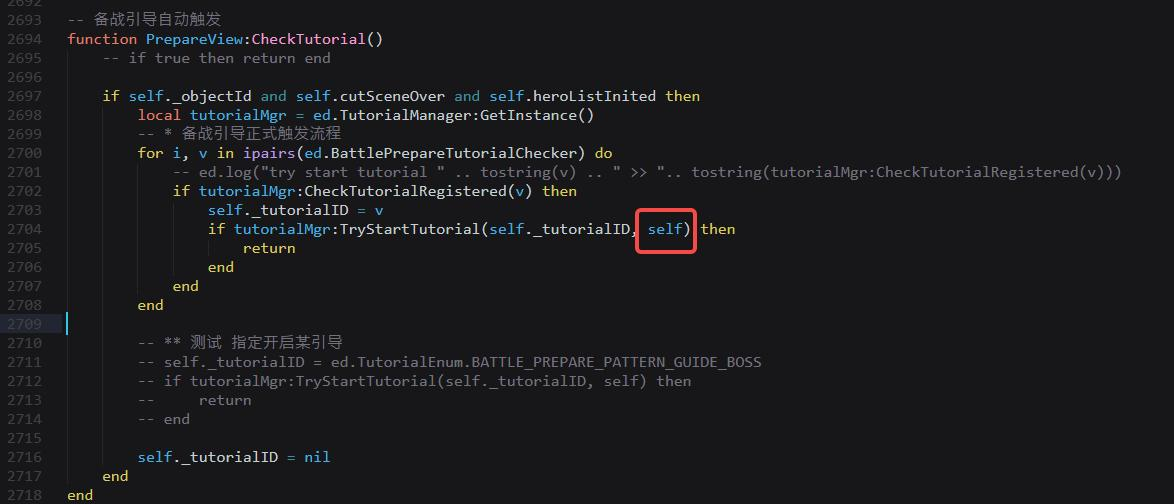 2692
2693 -- 备战引导自动触发
2694 function PrepareView:CheckTutorial()
2695     -- if true then return end
2696
2697     if self._objectId and self.cutSceneOver and self.heroListInited then
2698         local tutorialMgr = ed.TutorialManager:GetInstance()
2699         -- * 备战引导正式触发流程
2700         for i, v in ipairs(ed.BattlePrepareTutorialChecker) do
2701             -- ed.log("try start tutorial " .. tostring(v) .. " >> ".. tostring(tutorialMgr:CheckTutorialRegistered(v)))
2702             if tutorialMgr:CheckTutorialRegistered(v) then
2703                 self._tutorialID = v
2704                 if tutorialMgr:TryStartTutorial(self._tutorialID, self) then
2705                     return
2706                 end
2707             end
2708         end
2709
2710         -- ** 测试 指定开启某引导
2711         -- self._tutorialID = ed.TutorialEnum.BATTLE_PREPARE_PATTERN_GUIDE_BOSS
2712         -- if tutorialMgr:TryStartTutorial(self._tutorialID, self) then
2713         --     return
2714         -- end
2715
2716         self._tutorialID = nil
2717     end
2718 end